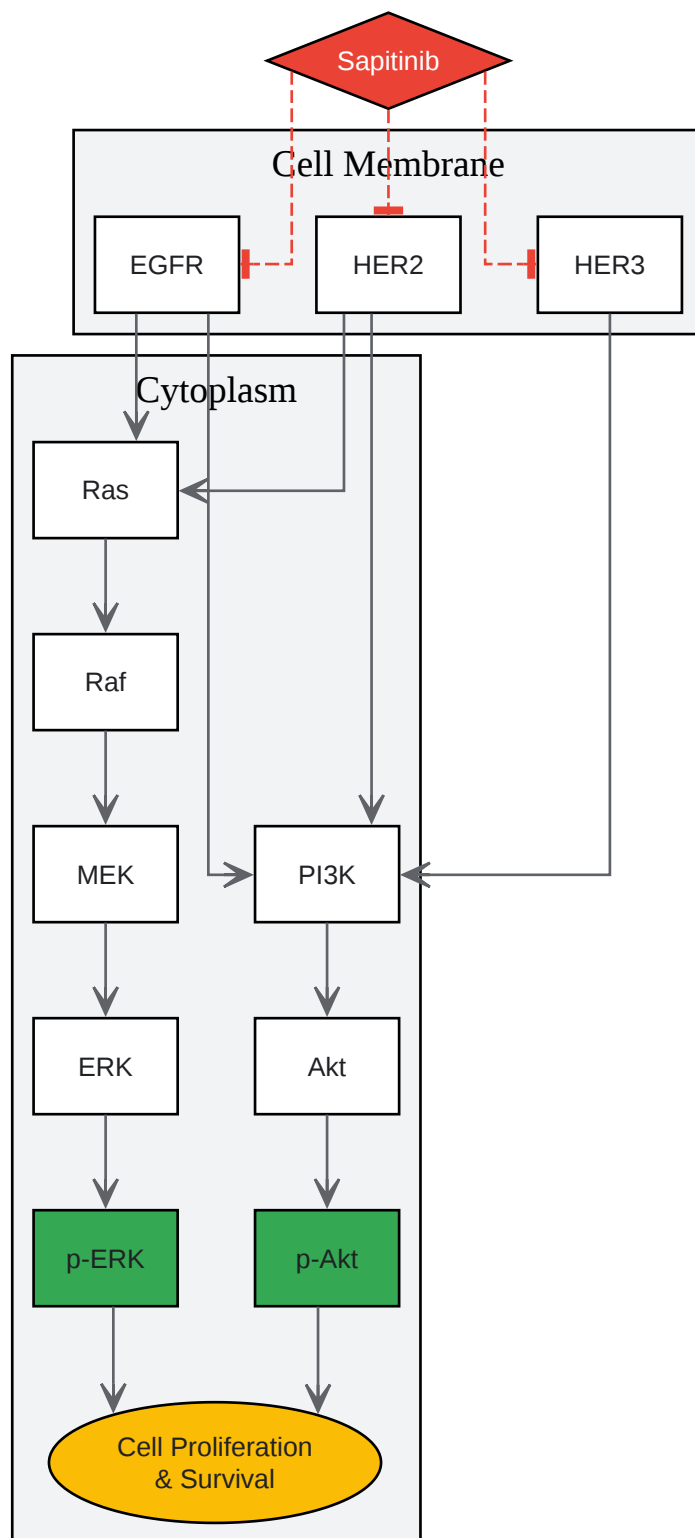 Sapitinib
Cell Membrane
EGFR
HER2
HER3
Cytoplasm
Ras
Raf
MEK
PI3K
ERK
Akt
p-ERK
p-Akt
Cell Proliferation
& Survival